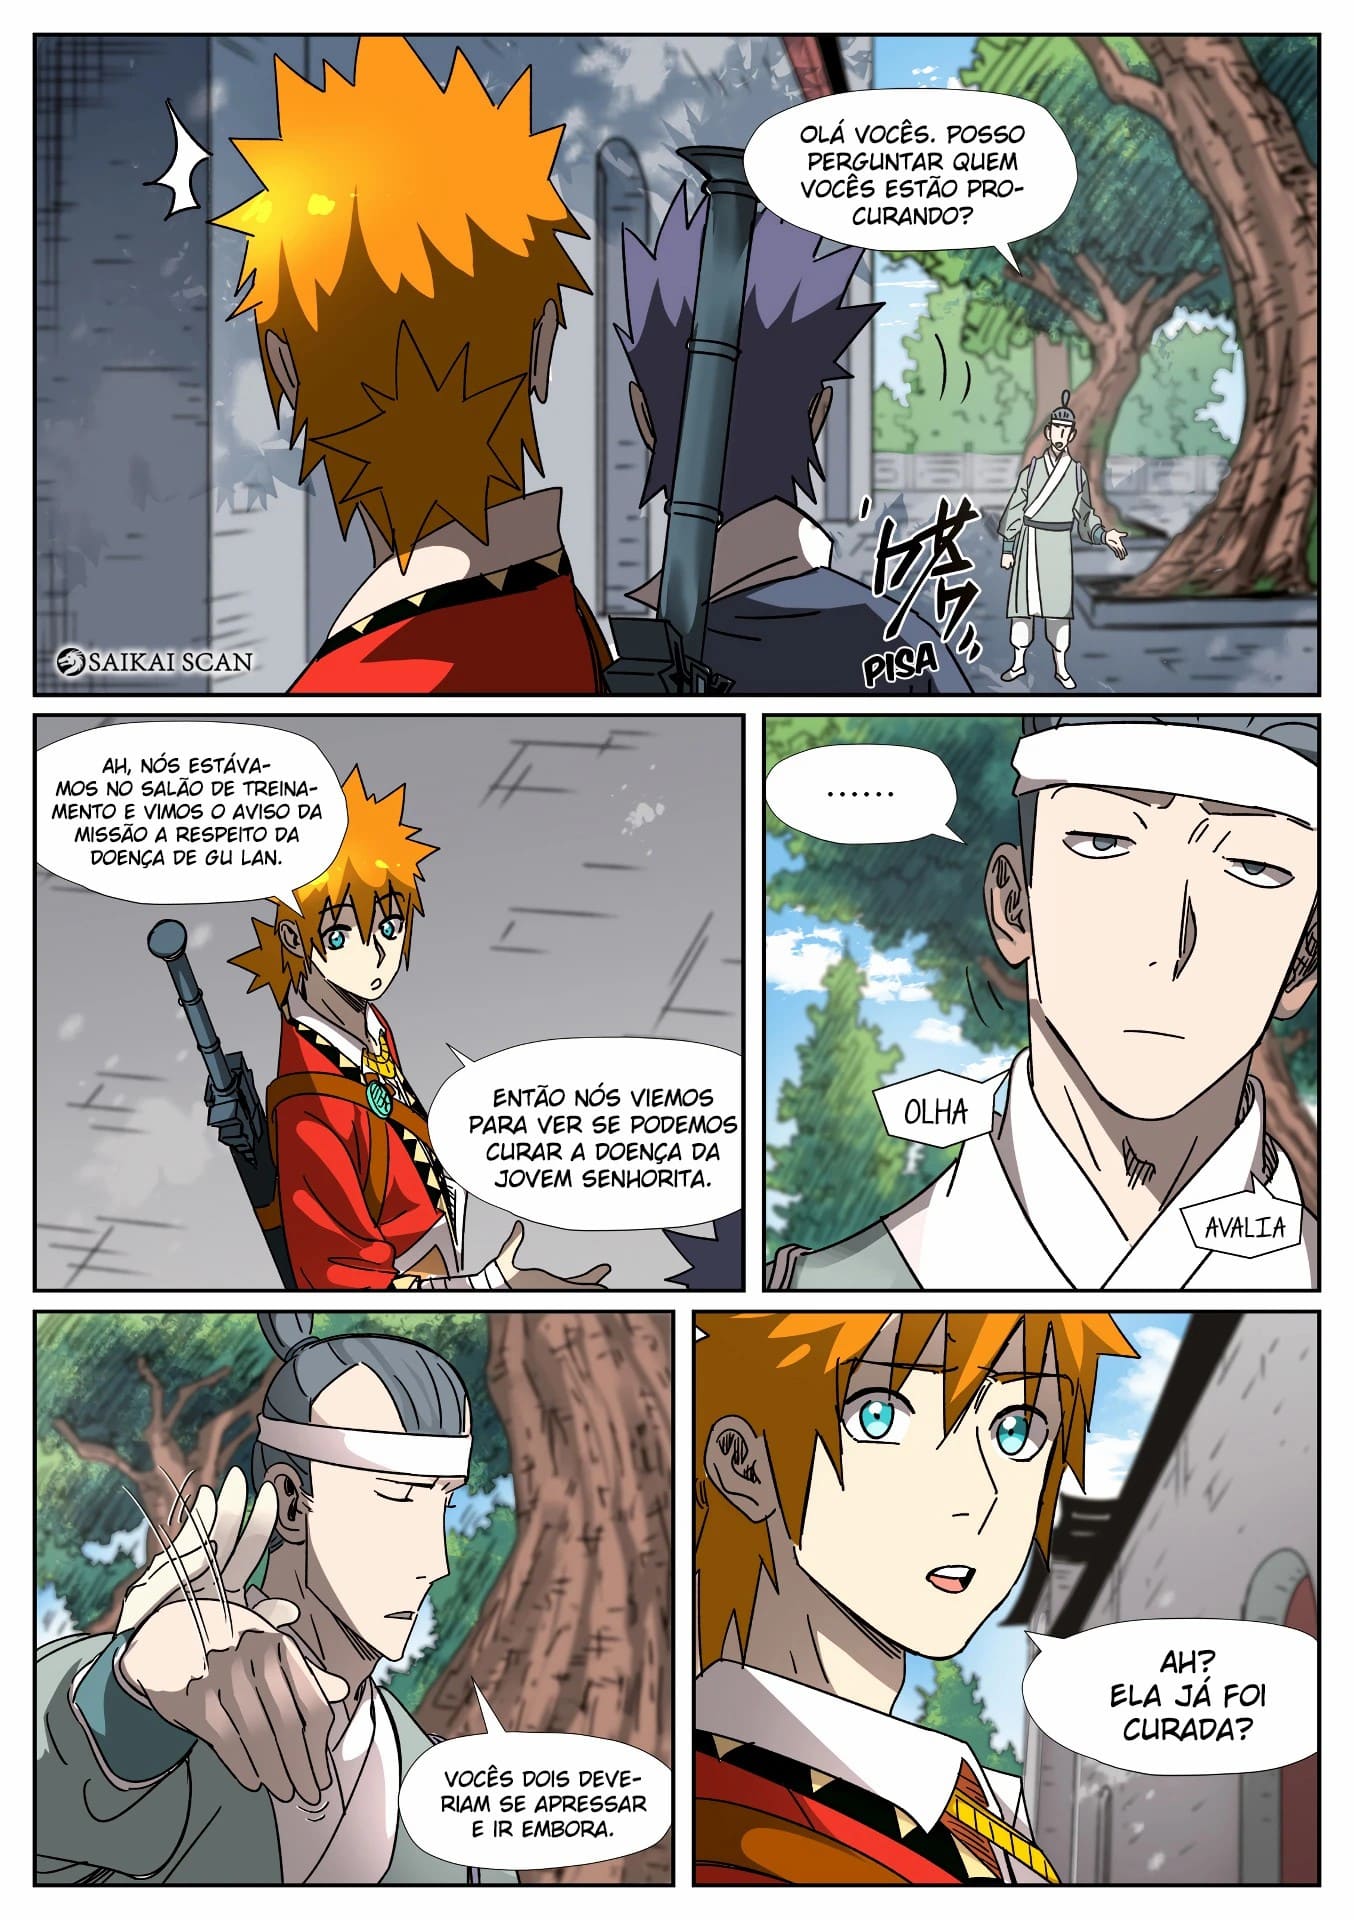 OLÁ VOCÊS. POSSO
PERGUNTAR QUEM
VOCÊS ESTÃO PRO-
CURANDO?
PISA
SAIKAI SCAN
AH, NÓS ESTÁVA-
MOS NO SALÃO DE TREINA-
MENTO E VIMOS O AVISO DA
MISSÃO A RESPEITO DA
DOENÇA DE GU LAN.
ENTÃO NÓS VIEMOS
PARA VER SE PODEMOS
CURAR A DOENÇA DA
JOVEM SENHORITA.
......
OLHA
AVALIA
VOCÊS DOIS DEVE-
RIAM SE APRESSAR
E IR EMBORA.
AH?
ELA JÁ FOI
CURADA?